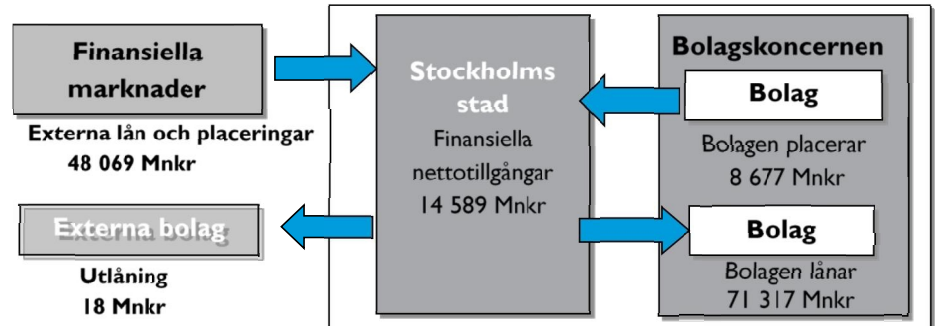 Finansiella
marknader
Externa lån och placeringar
48 069 Mnkr
Externa bolag
Utlåning
18 Mnkr
Stockholms
stad
Finansiella
nettotillgångar
14 589 Mnkr
Bolagskoncernen
Bolag
Bolagen placerar
8 677 Mnkr
Bolag
Bolagen lånar
71 317 Mnkr